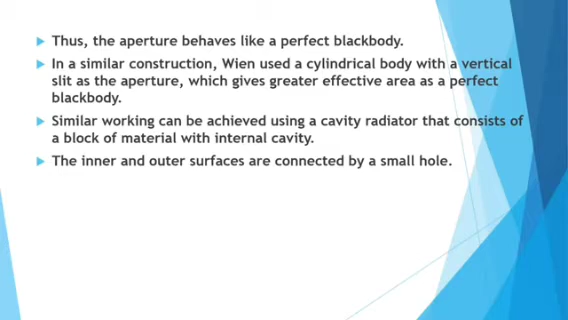 Thus, the aperture behaves like a perfect blackbody.
In a similar construction, Wien used a cylindrical body with a vertical
slit as the aperture, which gives greater effective area as a perfect
blackbody.
Similar working can be achieved using a cavity radiator that consists of
a block of material with internal cavity.
The inner and outer surfaces are connected by a small hole.